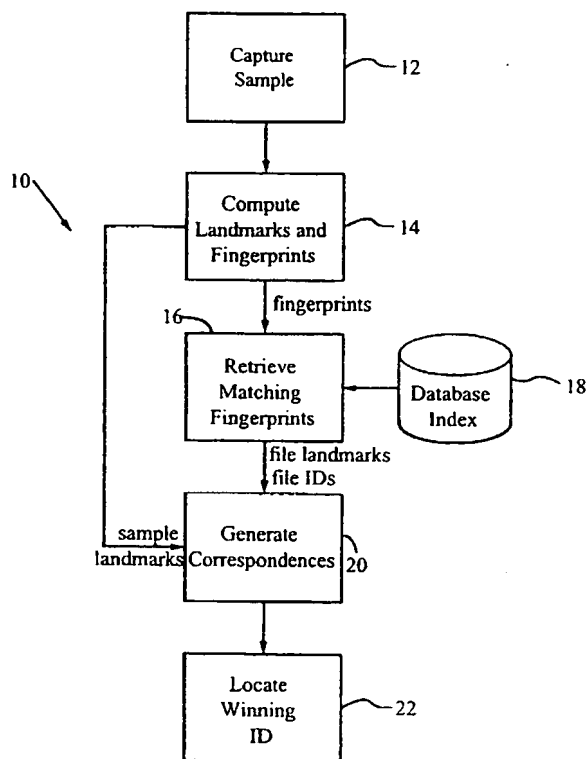 Capture
Sample
12
10
Compute
Landmarks and
Fingerprints
14
fingerprints
16
Retrieve
Matching
Fingerprints
Database
Index
18
file landmarks
file IDs
sample
landmarks
Generate
Correspondences
20
Locate
Winning
ID
22